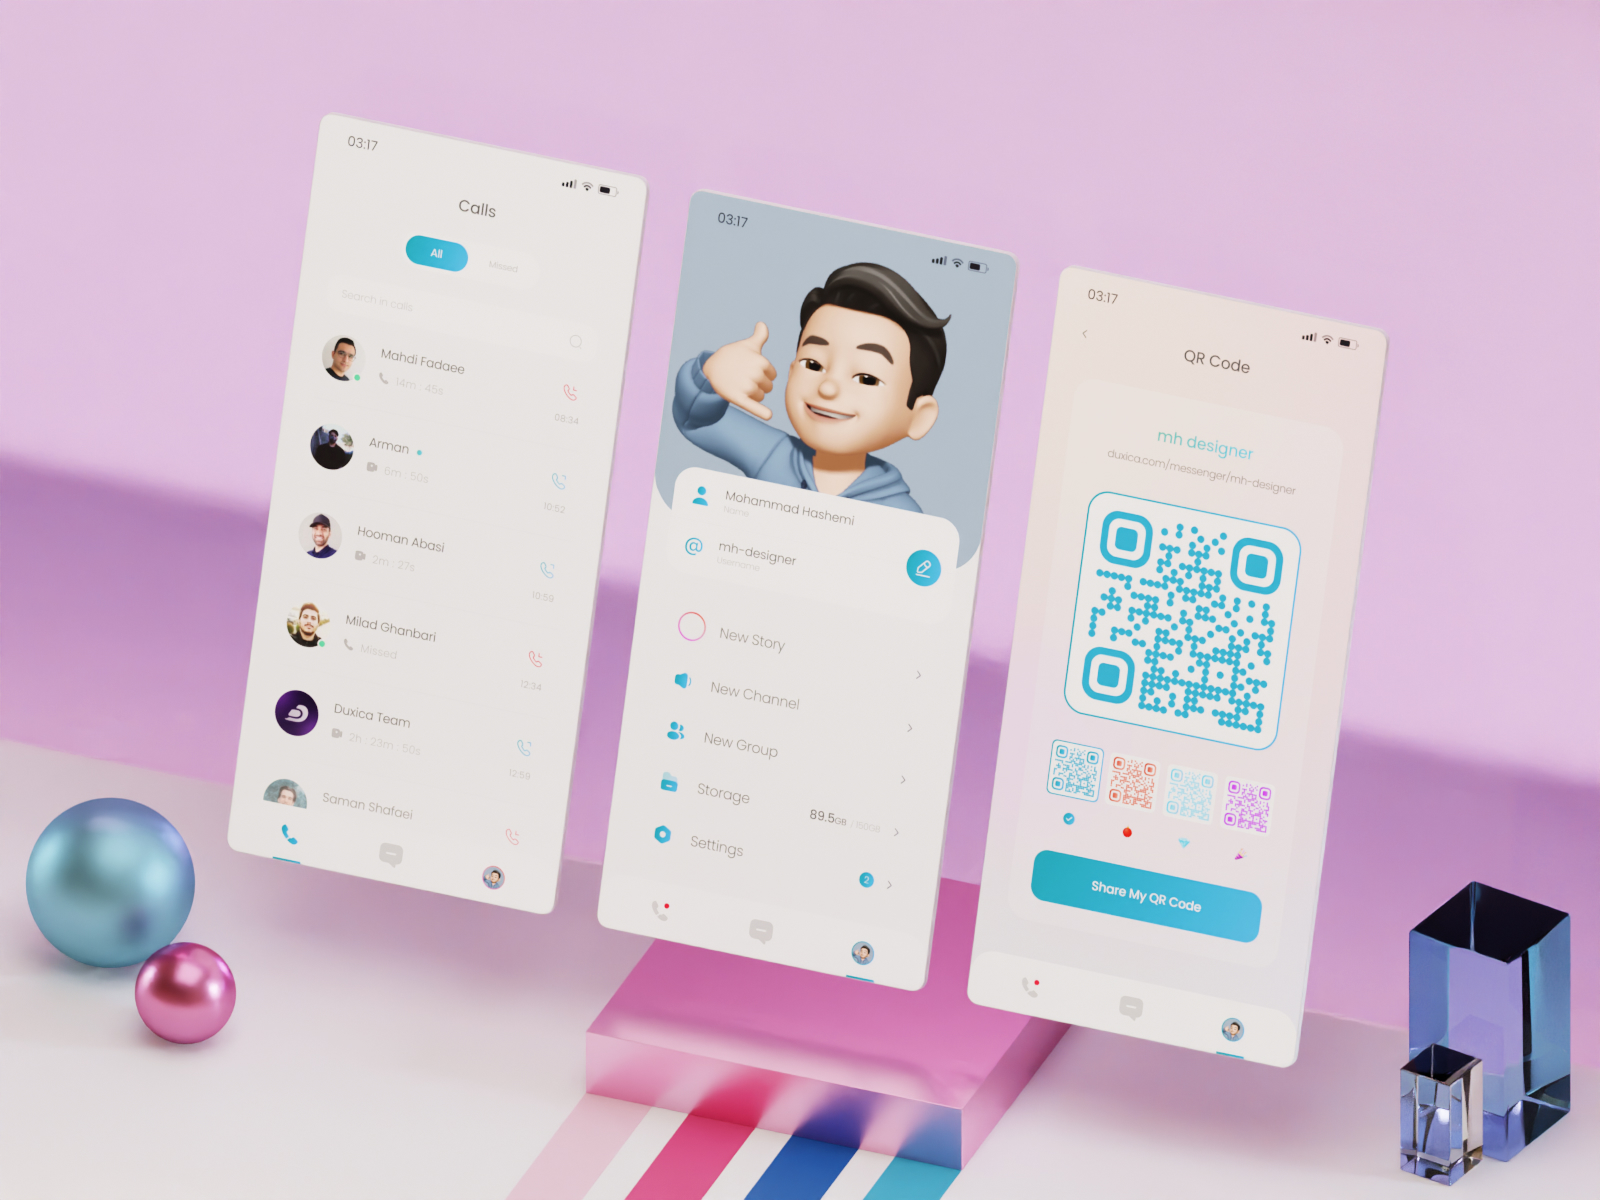 03:17
Calls
All
Missed
Search in calls
Mahdi Fadaee
14m : 45s
08:34
Arman
8m : 50s
10:52
Hooman Abasi
2m : 27s
10:59
Milad Ghanbari
Missed
12:34
Duxica Team
2h : 23m : 50s
12:59
Saman Shafaei
03:17
Mohammad Hashemi
Name
@ mh-designer
Username
New Story
New Channel
New Group
Storage
89.5GB / 150GB
Settings
2
03:17
QR Code
mh designer
duxica.com/messenger/mh-designer
Share My QR Code